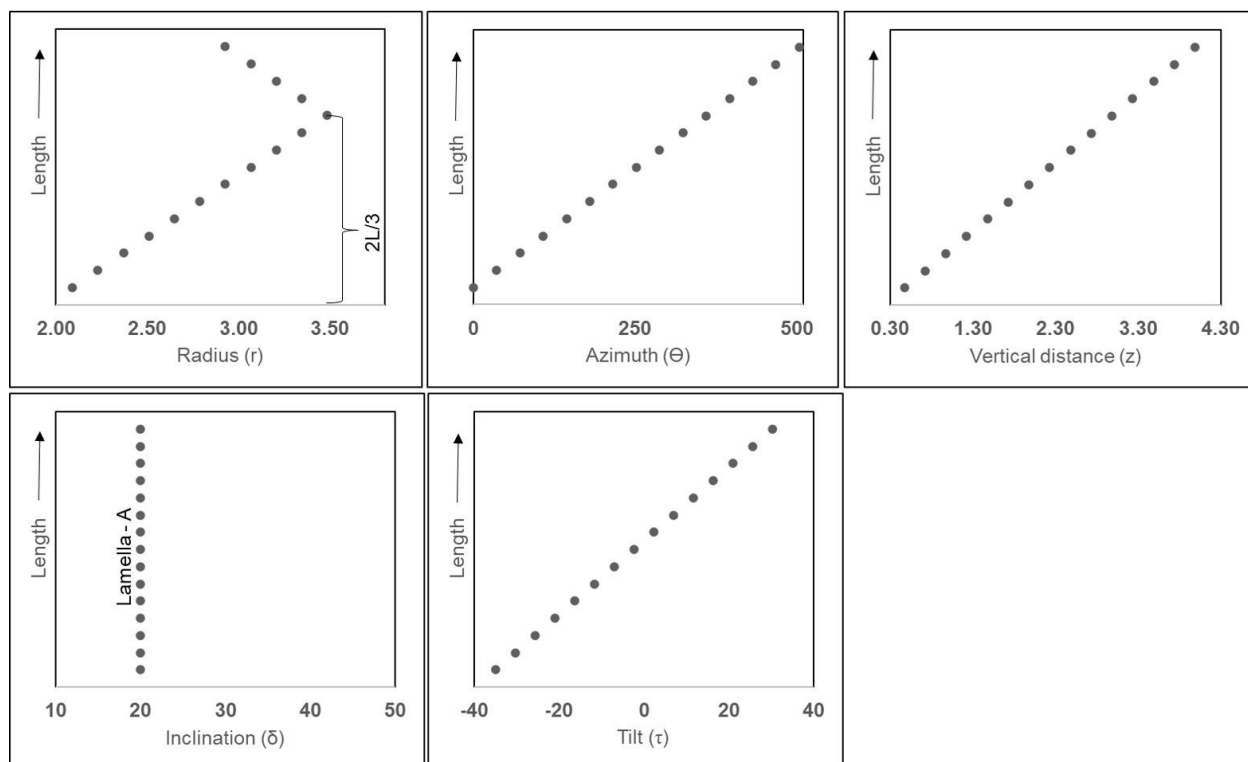 Length
2L/3
2.00 2.50 3.00 3.50
Radius (r)
Length
0 250 500
Azimuth (Ө)
Length
0.30 1.30 2.30 3.30 4.30
Vertical distance (z)
Length
Lamella - A
10 20 30 40 50
Inclination (δ)
Length
-40 -20 0 20 40
Tilt (τ)